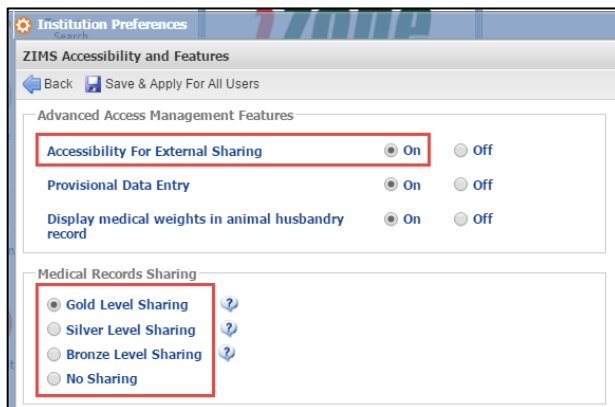 Institution Preferences
Search
ZIMS Accessibility and Features
Back Save & Apply For All Users
Advanced Access Management Features
Accessibility For External Sharing On Off
Provisional Data Entry On Off
Display medical weights in animal husbandry On Off
record
Medical Records Sharing
Gold Level Sharing ?
Silver Level Sharing ?
Bronze Level Sharing ?
No Sharing